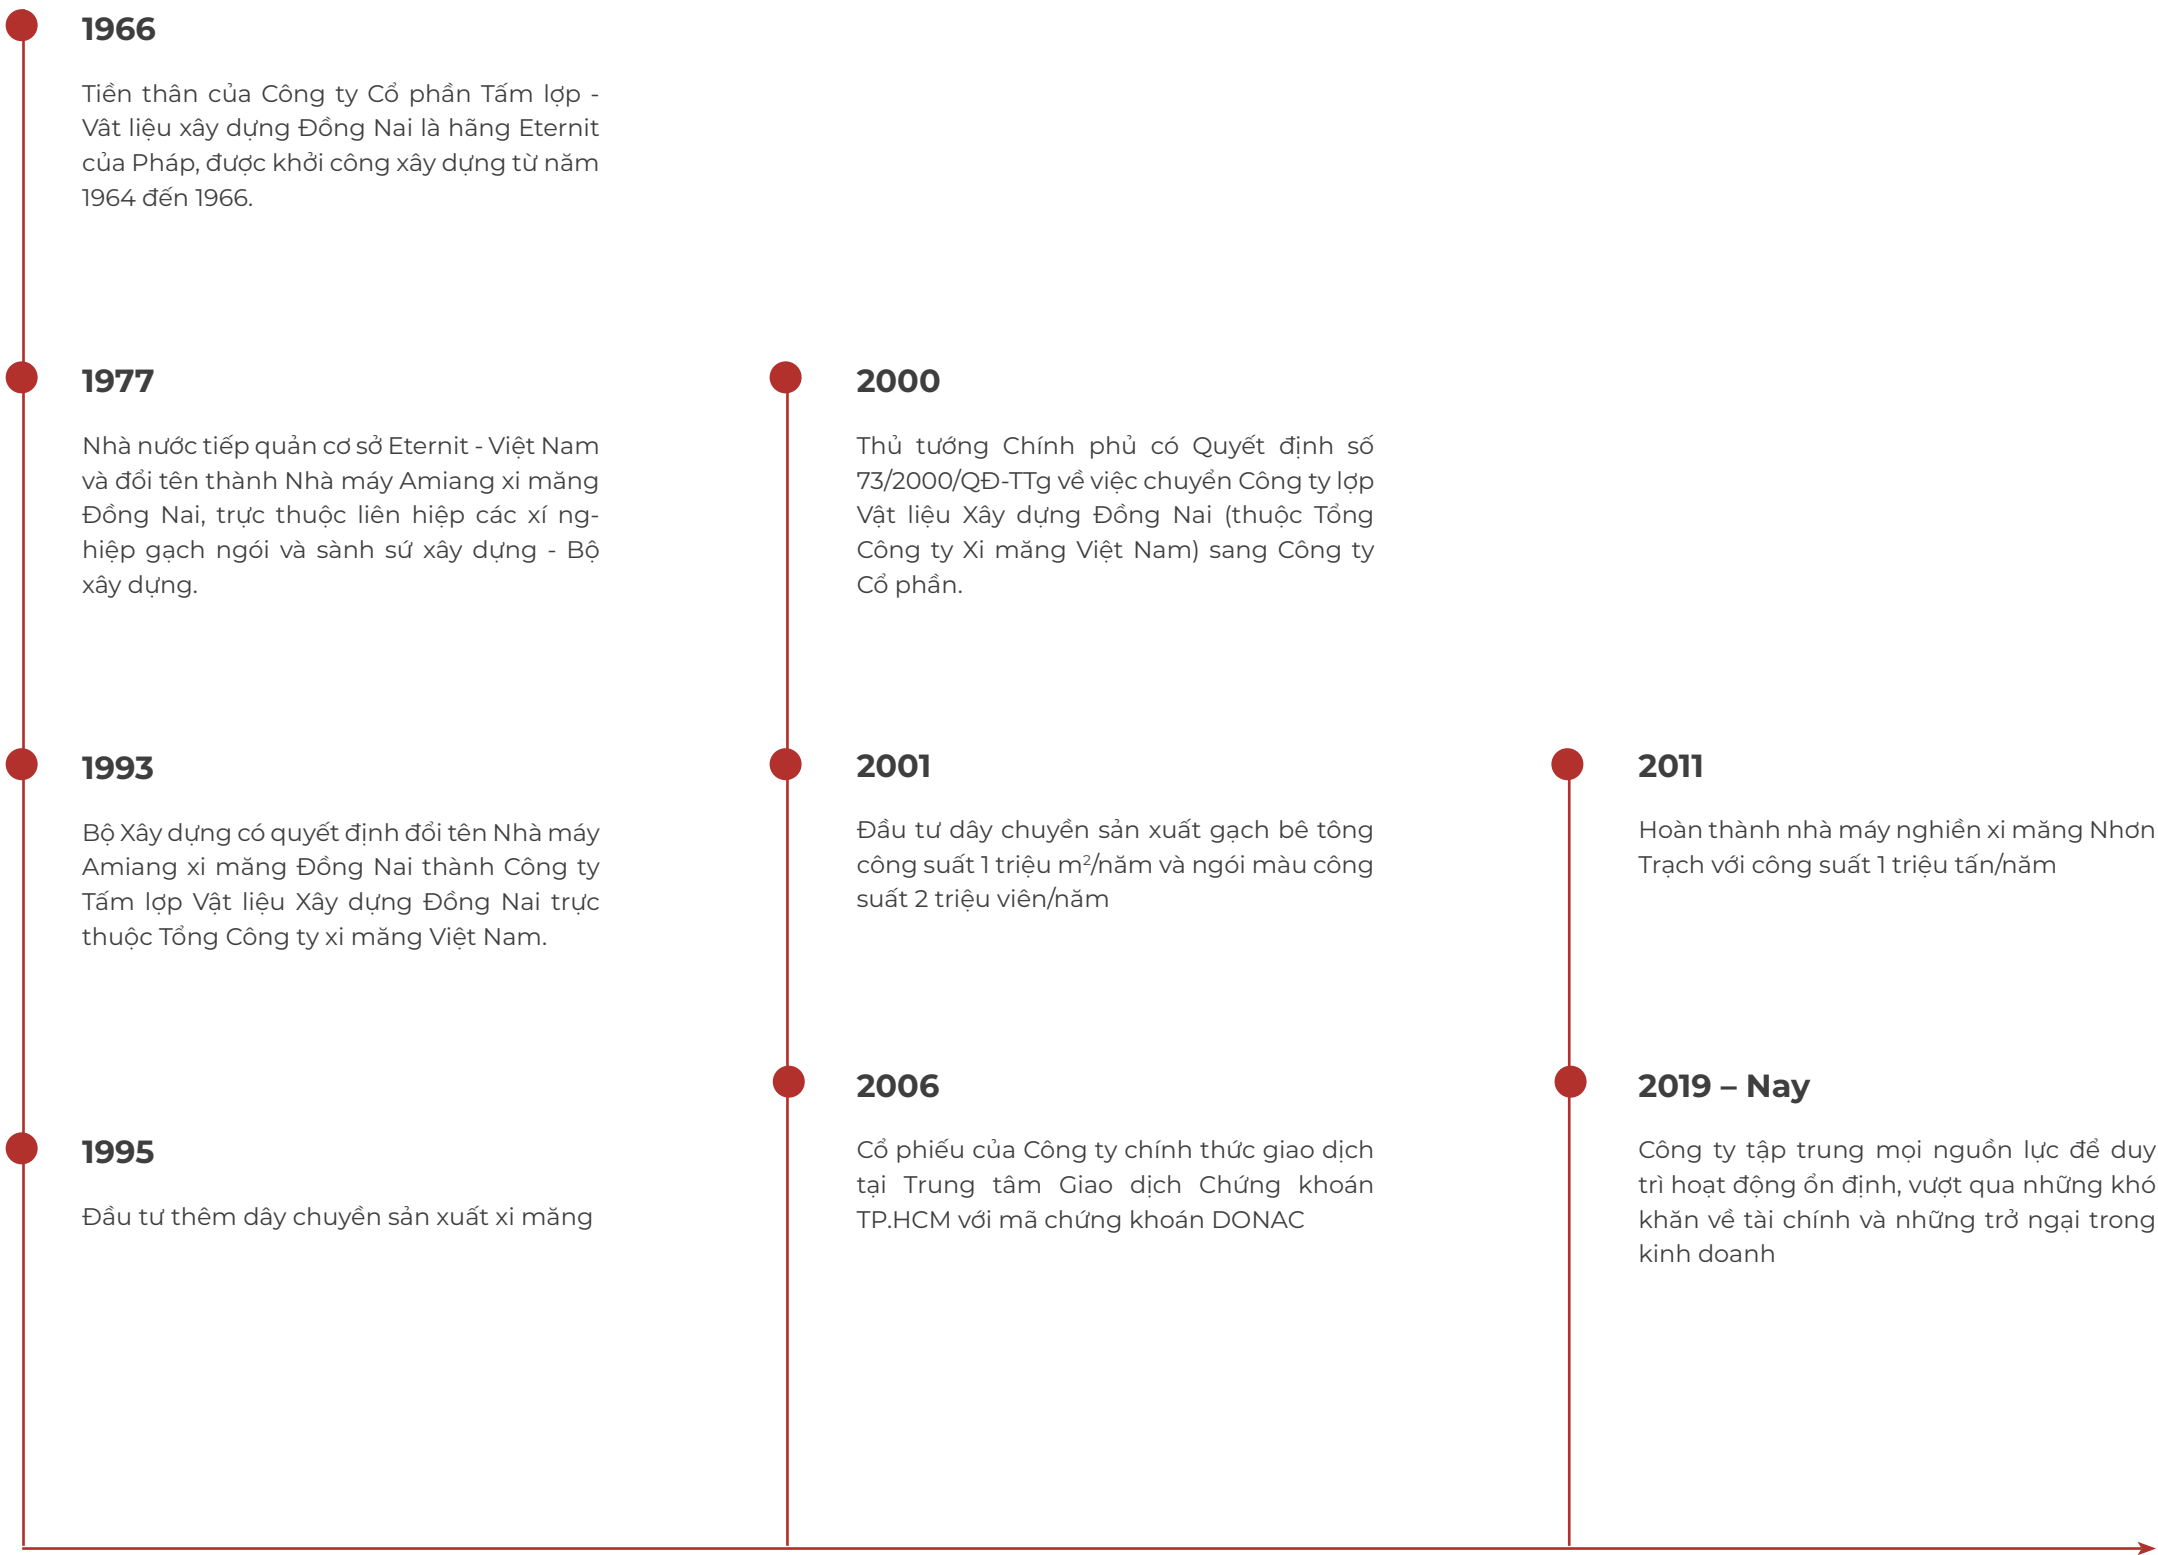 1966
Tiền thân của Công ty Cổ phần Tấm lợp -
Vât liệu xây dựng Đồng Nai là hãng Eternit
của Pháp, được khởi công xây dựng từ năm
1964 đến 1966.
1977
Nhà nước tiếp quản cơ sở Eternit - Việt Nam
và đổi tên thành Nhà máy Amiang xi măng
Đồng Nai, trực thuộc liên hiệp các xí ng-
hiệp gạch ngói và sành sứ xây dựng - Bộ
xây dựng.
1993
Bộ Xây dựng có quyết định đổi tên Nhà máy
Amiang xi măng Đồng Nai thành Công ty
Tấm lợp Vật liệu Xây dựng Đồng Nai trực
thuộc Tổng Công ty xi măng Việt Nam.
1995
Đầu tư thêm dây chuyền sản xuất xi măng
2000
Thủ tướng Chính phủ có Quyết định số
73/2000/QĐ-TTg về việc chuyển Công ty lợp
Vật liệu Xây dựng Đồng Nai (thuộc Tổng
Công ty Xi măng Việt Nam) sang Công ty
Cổ phần.
2001
Đầu tư dây chuyền sản xuất gạch bê tông
công suất 1 triệu m²/năm và ngói màu công
suất 2 triệu viên/năm
2006
Cổ phiếu của Công ty chính thức giao dịch
tại Trung tâm Giao dịch Chứng khoán
TP.HCM với mã chứng khoán DONAC
2011
Hoàn thành nhà máy nghiền xi măng Nhơn
Trạch với công suất 1 triệu tấn/năm
2019 – Nay
Công ty tập trung mọi nguồn lực để duy
trì hoạt động ổn định, vượt qua những khó
khăn về tài chính và những trở ngại trong
kinh doanh